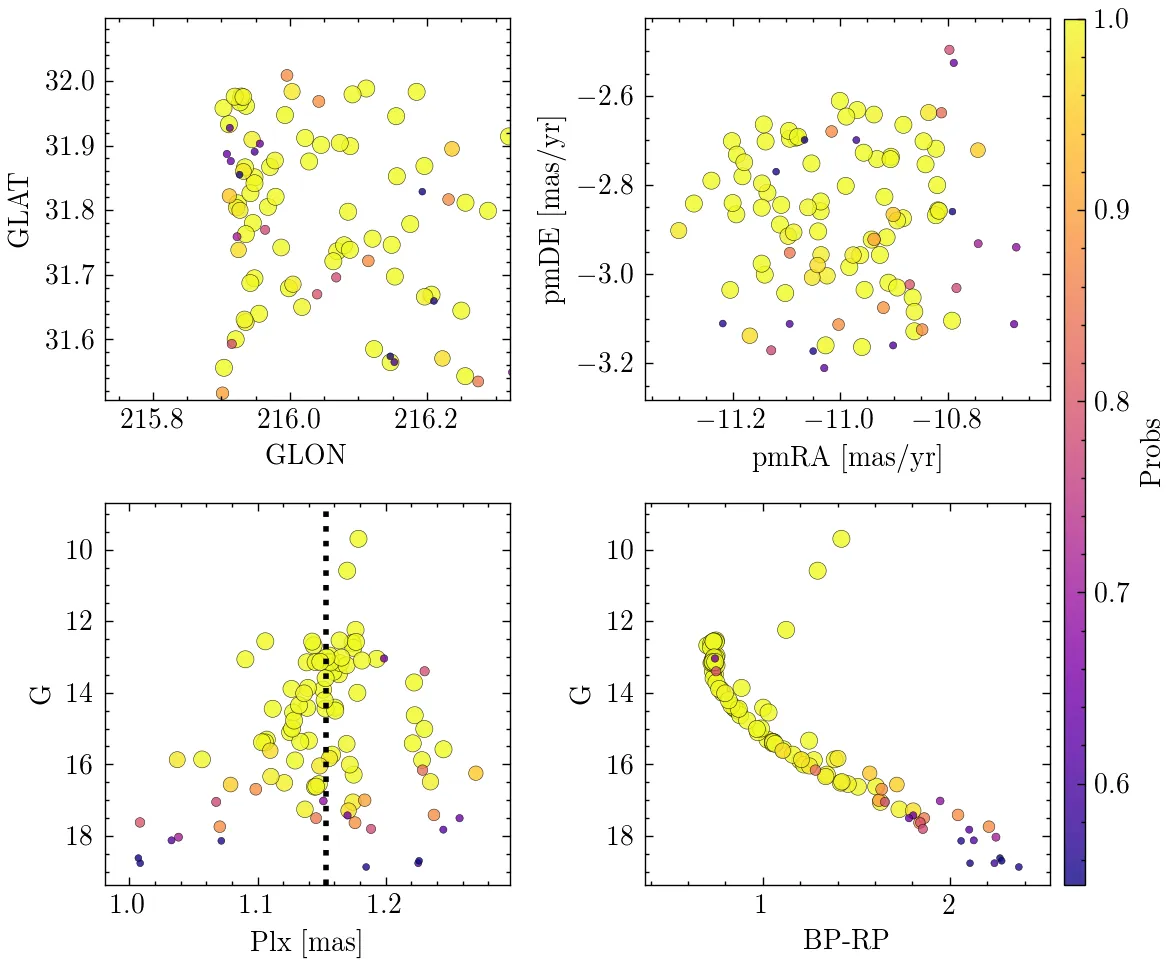 32.0
31.9
31.8
31.7
31.6
GLAT
215.8 216.0 216.2
GLON
−2.6
−2.8
−3.0
−3.2
pmDE [mas/yr]
−11.2 −11.0 −10.8
pmRA [mas/yr]
10
12
14
16
18
G
1.0 1.1 1.2
Plx [mas]
10
12
14
16
18
G
1 2
BP-RP
1.0
0.9
0.8
0.7
0.6
Probs